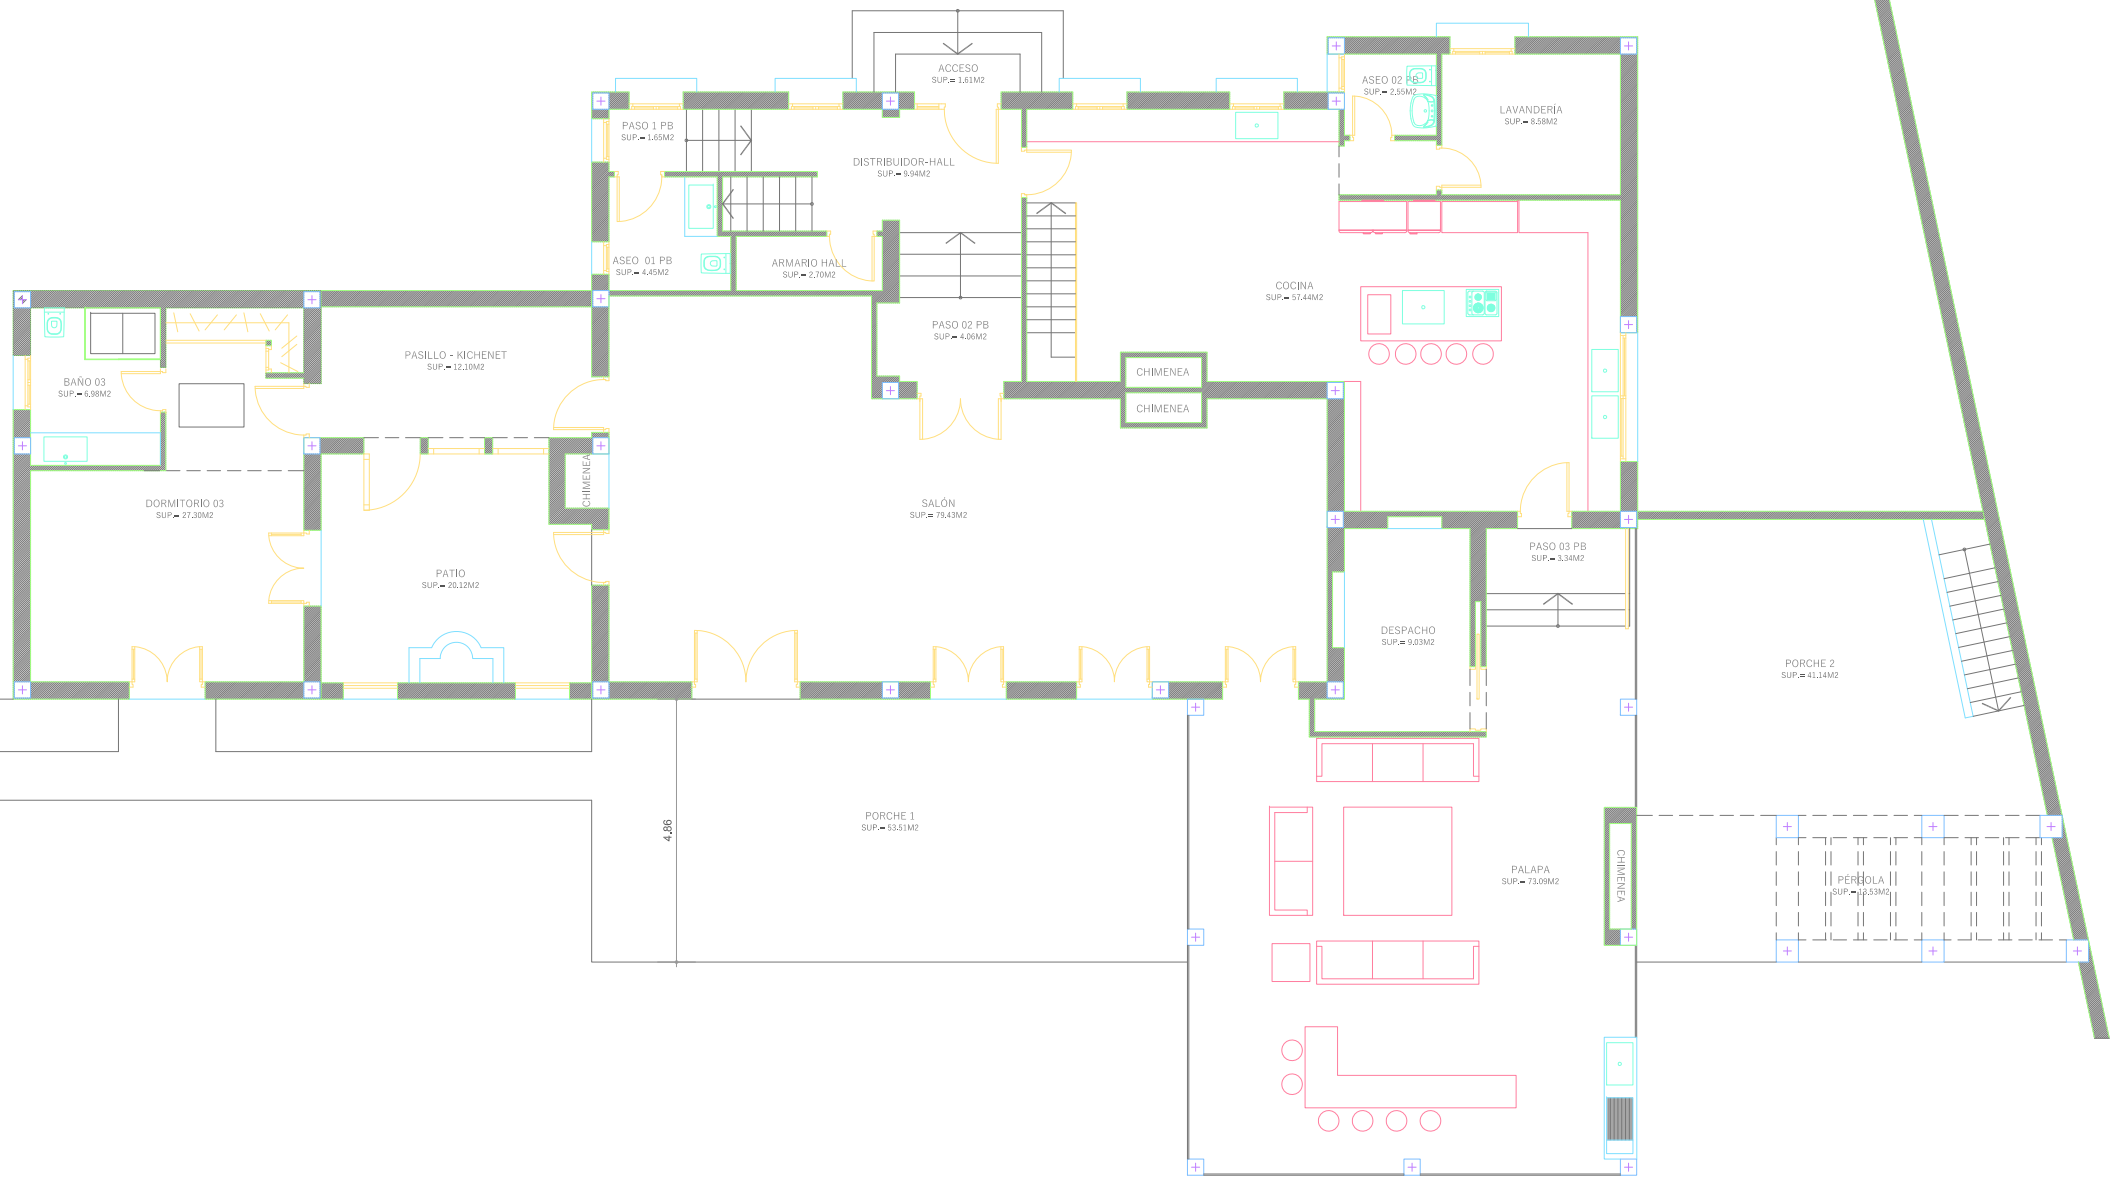 ACCESO
SUP.= 1.61M2
ASEO 02 PB
SUP.= 2.55M2
LAVANDERÍA
SUP.= 8.58M2
PASO 1 PB
SUP.= 1.65M2
DISTRIBUIDOR-HALL
SUP.= 9.94M2
ASEO 01 PB
SUP.= 4.45M2
ARMARIO HALL
SUP.= 2.70M2
COCINA
SUP.= 57.44M2
PASO 02 PB
SUP.= 4.06M2
PASILLO - KICHENET
SUP.= 12.10M2
BAÑO 03
SUP.= 6.98M2
CHIMENEA
CHIMENEA
CHIMENEA
DORMITORIO 03
SUP.= 27.30M2
SALÓN
SUP.= 79.43M2
PASO 03 PB
SUP.= 3.34M2
PATIO
SUP.= 20.12M2
DESPACHO
SUP.= 9.03M2
PORCHE 2
SUP.= 41.14M2
4.86
PORCHE 1
SUP.= 53.51M2
PALAPA
SUP.= 73.09M2
CHIMENEA
PÉRGOLA
SUP.= 13.53M2